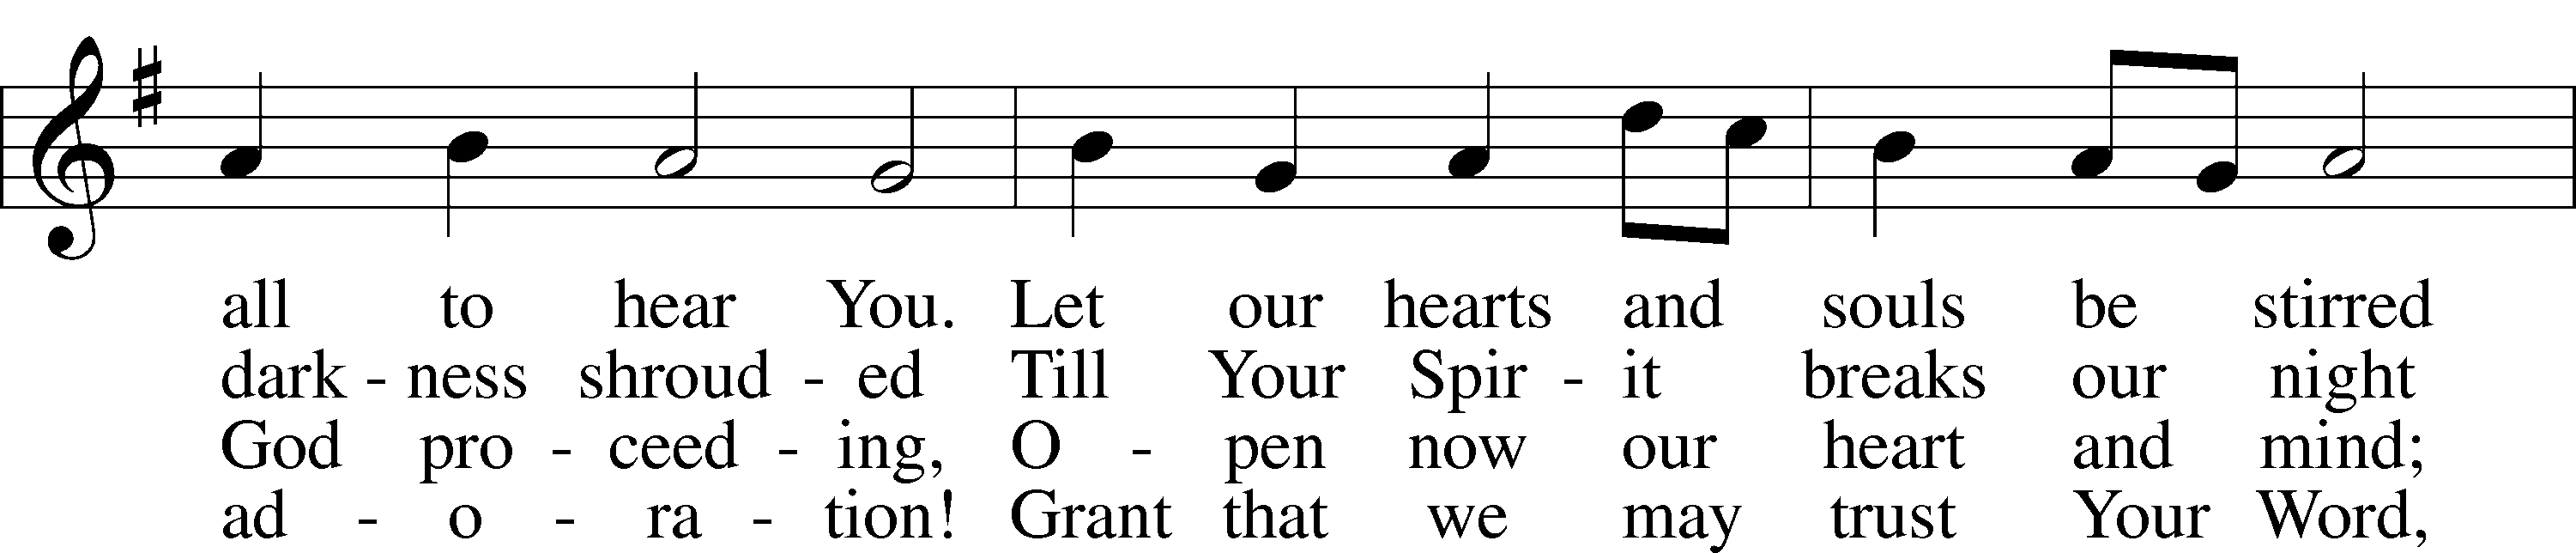 all to hear You. Let our hearts and souls be stirred
dark - ness shroud - ed Till Your Spir - it breaks our night
God pro - ceed - ing, O - pen now our heart and mind;
ad - o - ra - tion! Grant that we may trust Your Word,